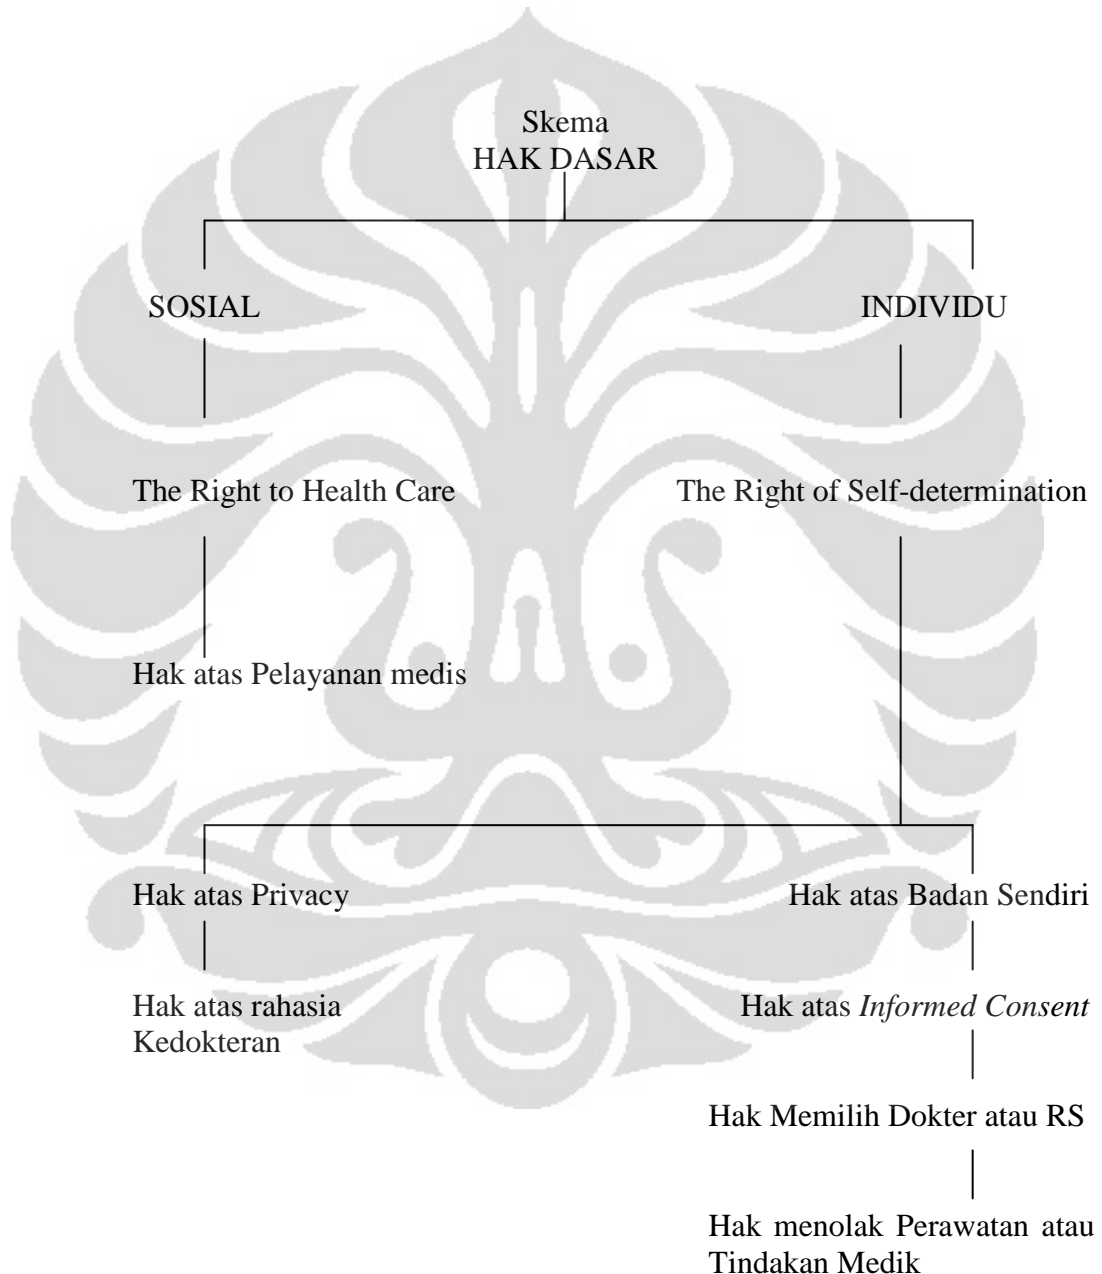 Skema
HAK DASAR
SOSIAL
INDIVIDU
The Right to Health Care
The Right of Self-determination
Hak atas Pelayanan medis
Hak atas Privacy
Hak atas Badan Sendiri
Hak atas rahasia
Kedokteran
Hak atas Informed Consent
Hak Memilih Dokter atau RS
Hak menolak Perawatan atau
Tindakan Medik